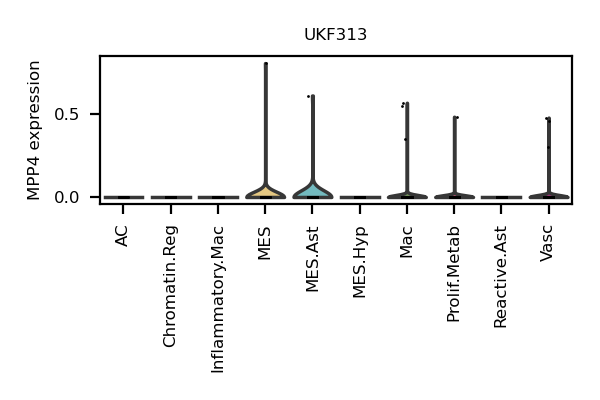 UKF313
MPP4 expression
0.5
0.0
AC
Chromatin.Reg
Inflammatory.Mac
MES
MES.Ast
MES.Hyp
Mac
Prolif.Metab
Reactive.Ast
Vasc